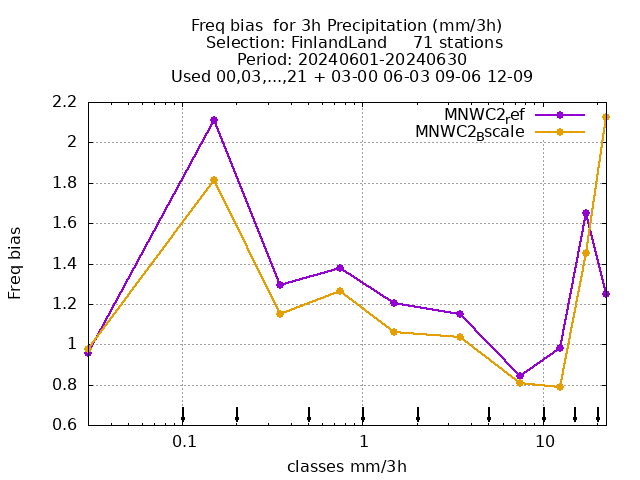 Freq bias  for 3h Precipitation (mm/3h)
Selection: FinlandLand     71 stations
Period: 20240601-20240630
Used 00,03,...,21 + 03-00 06-03 09-06 12-09
MNWC2_ref
MNWC2_Bscale
2.2
2
1.8
1.6
1.4
1.2
1
0.8
0.6
Freq bias
0.1 1 10
classes mm/3h